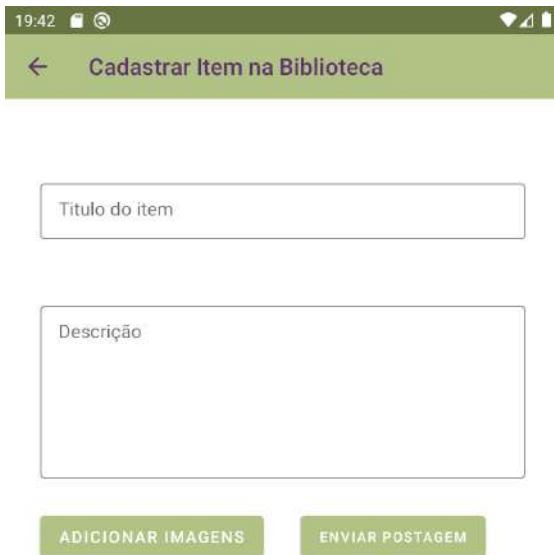 19:42
Cadastrar Item na Biblioteca
Titulo do item
Descrição
ADICIONAR IMAGENS ENVIAR POSTAGEM